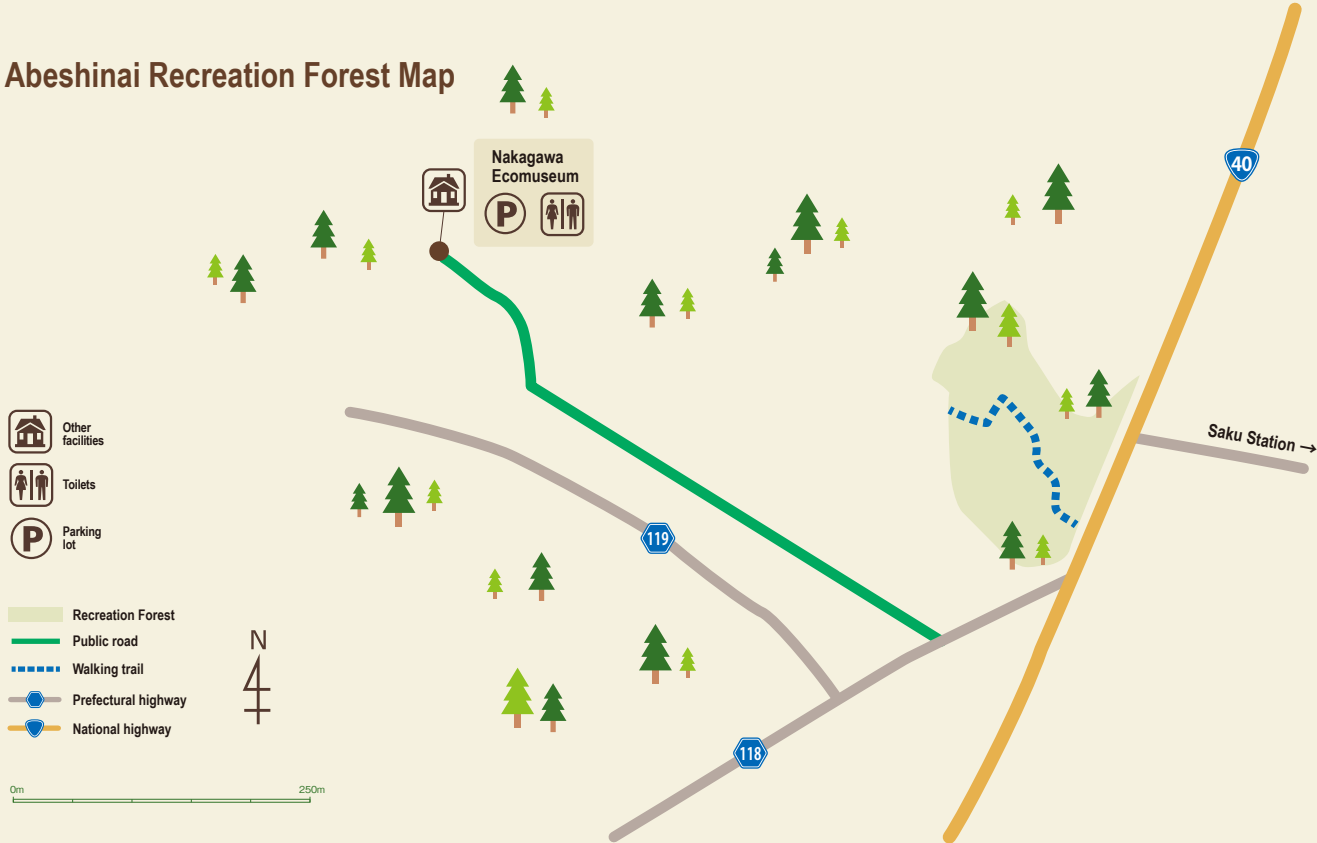 Abeshinai Recreation Forest Map
Nakagawa
Ecomuseum
P
40
Saku Station →
119
118
Other
facilities
Toilets
P
Parking
lot
Recreation Forest
Public road
Walking trail
Prefectural highway
National highway
N
0m 250m